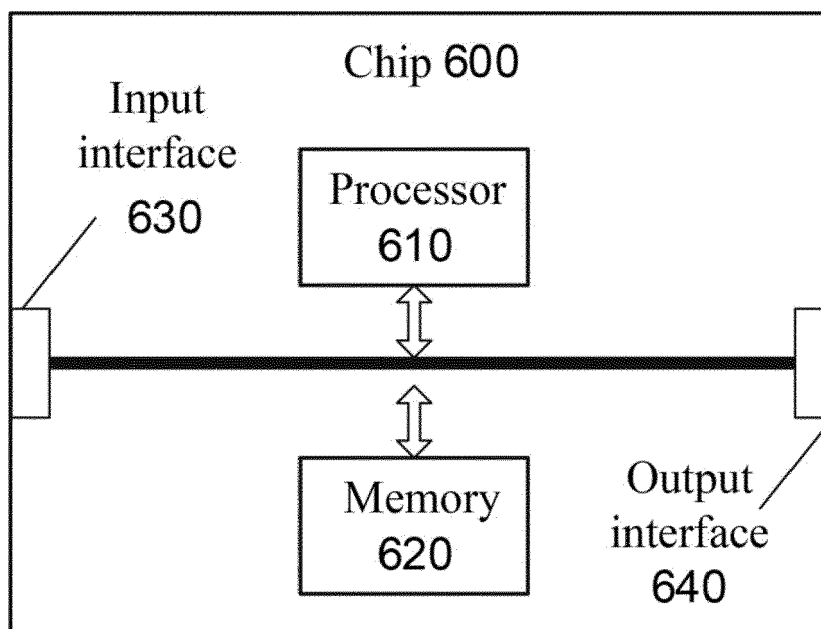 Chip 600
Input
interface
630
Processor
610
Memory
620
Output
interface
640